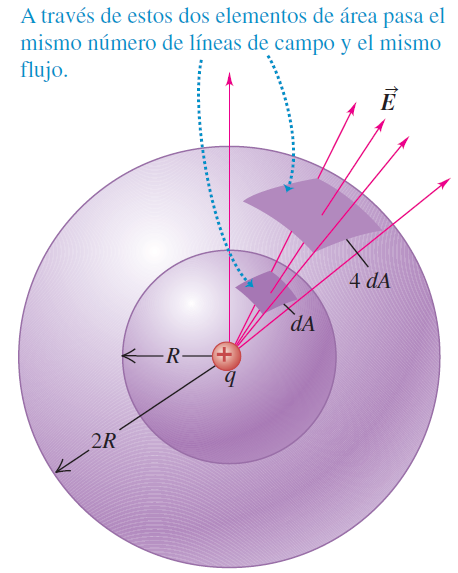 A través de estos dos elementos de área pasa el
mismo número de líneas de campo y el mismo
flujo.
E⃗
4 dA
dA
R
+
q
2R